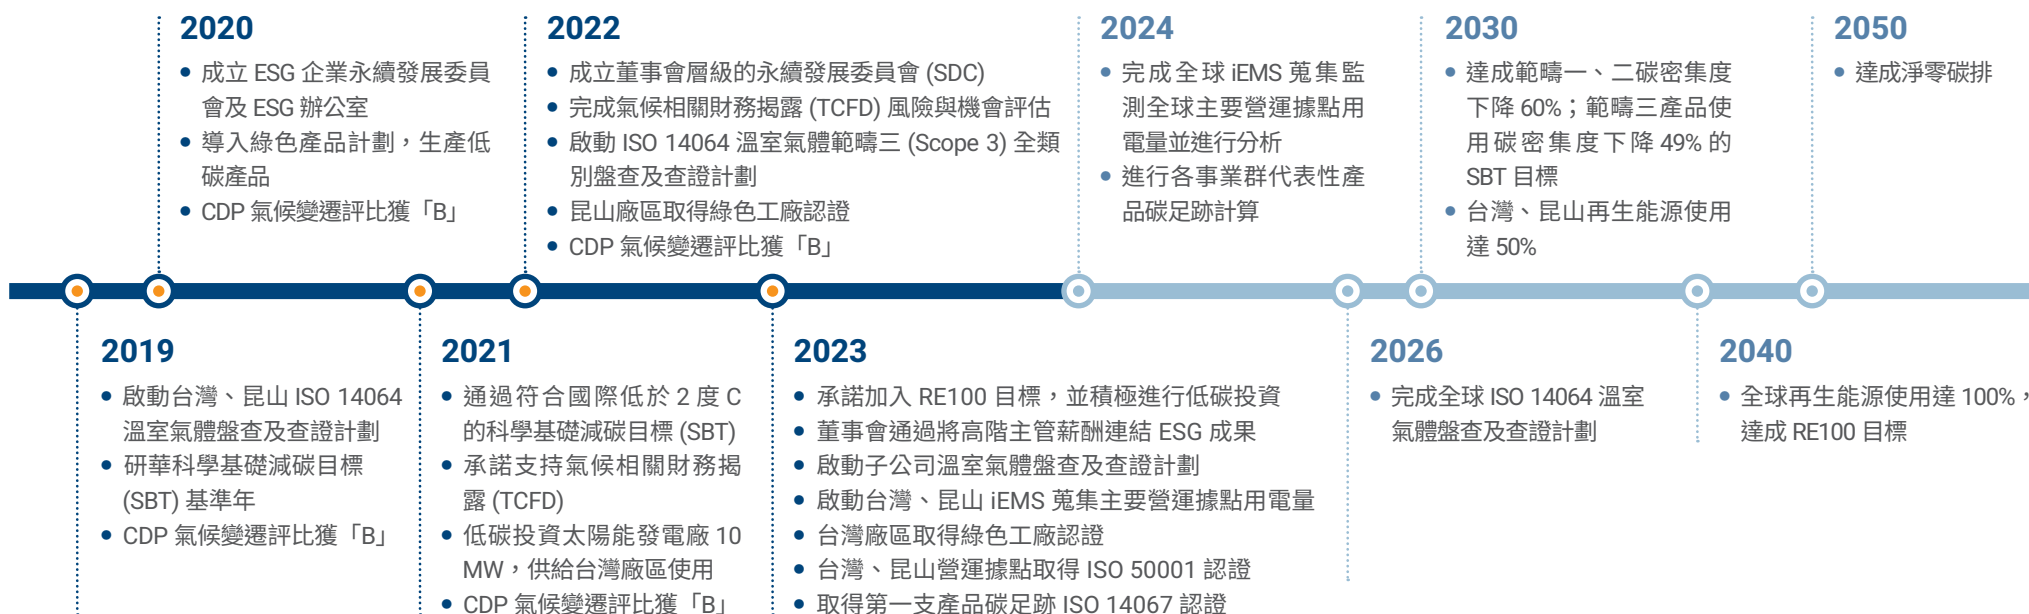 2020
成立 ESG 企業永續發展委員
會及 ESG 辦公室
導入綠色產品計劃，生產低
碳產品
CDP 氣候變遷評比獲「B」
2022
成立董事會層級的永續發展委員會 (SDC)
完成氣候相關財務揭露 (TCFD) 風險與機會評估
啟動 ISO 14064 溫室氣體範疇三 (Scope 3) 全類
別盤查及查證計劃
昆山廠區取得綠色工廠認證
CDP 氣候變遷評比獲「B」
2024
完成全球 iEMS 蒐集監
測全球主要營運據點用
電量並進行分析
進行各事業群代表性產
品碳足跡計算
2030
達成範疇一、二碳密集度
下降 60%；範疇三產品使
用碳密集度下降 49% 的
SBT 目標
台灣、昆山再生能源使用
達 50%
2050
達成淨零碳排
2019
啟動台灣、昆山 ISO 14064
溫室氣體盤查及查證計劃
研華科學基礎減碳目標
(SBT) 基準年
CDP 氣候變遷評比獲「B」
2021
通過符合國際低於 2 度 C
的科學基礎減碳目標 (SBT)
承諾支持氣候相關財務揭
露 (TCFD)
低碳投資太陽能發電廠 10
MW，供給台灣廠區使用
CDP 氣候變遷評比獲「B」
2023
承諾加入 RE100 目標，並積極進行低碳投資
董事會通過將高階主管薪酬連結 ESG 成果
啟動子公司溫室氣體盤查及查證計劃
啟動台灣、昆山 iEMS 蒐集主要營運據點用電量
台灣廠區取得綠色工廠認證
台灣、昆山營運據點取得 ISO 50001 認證
取得第一支產品碳足跡 ISO 14067 認證
2026
完成全球 ISO 14064 溫室
氣體盤查及查證計劃
2040
全球再生能源使用達 100%，
達成 RE100 目標